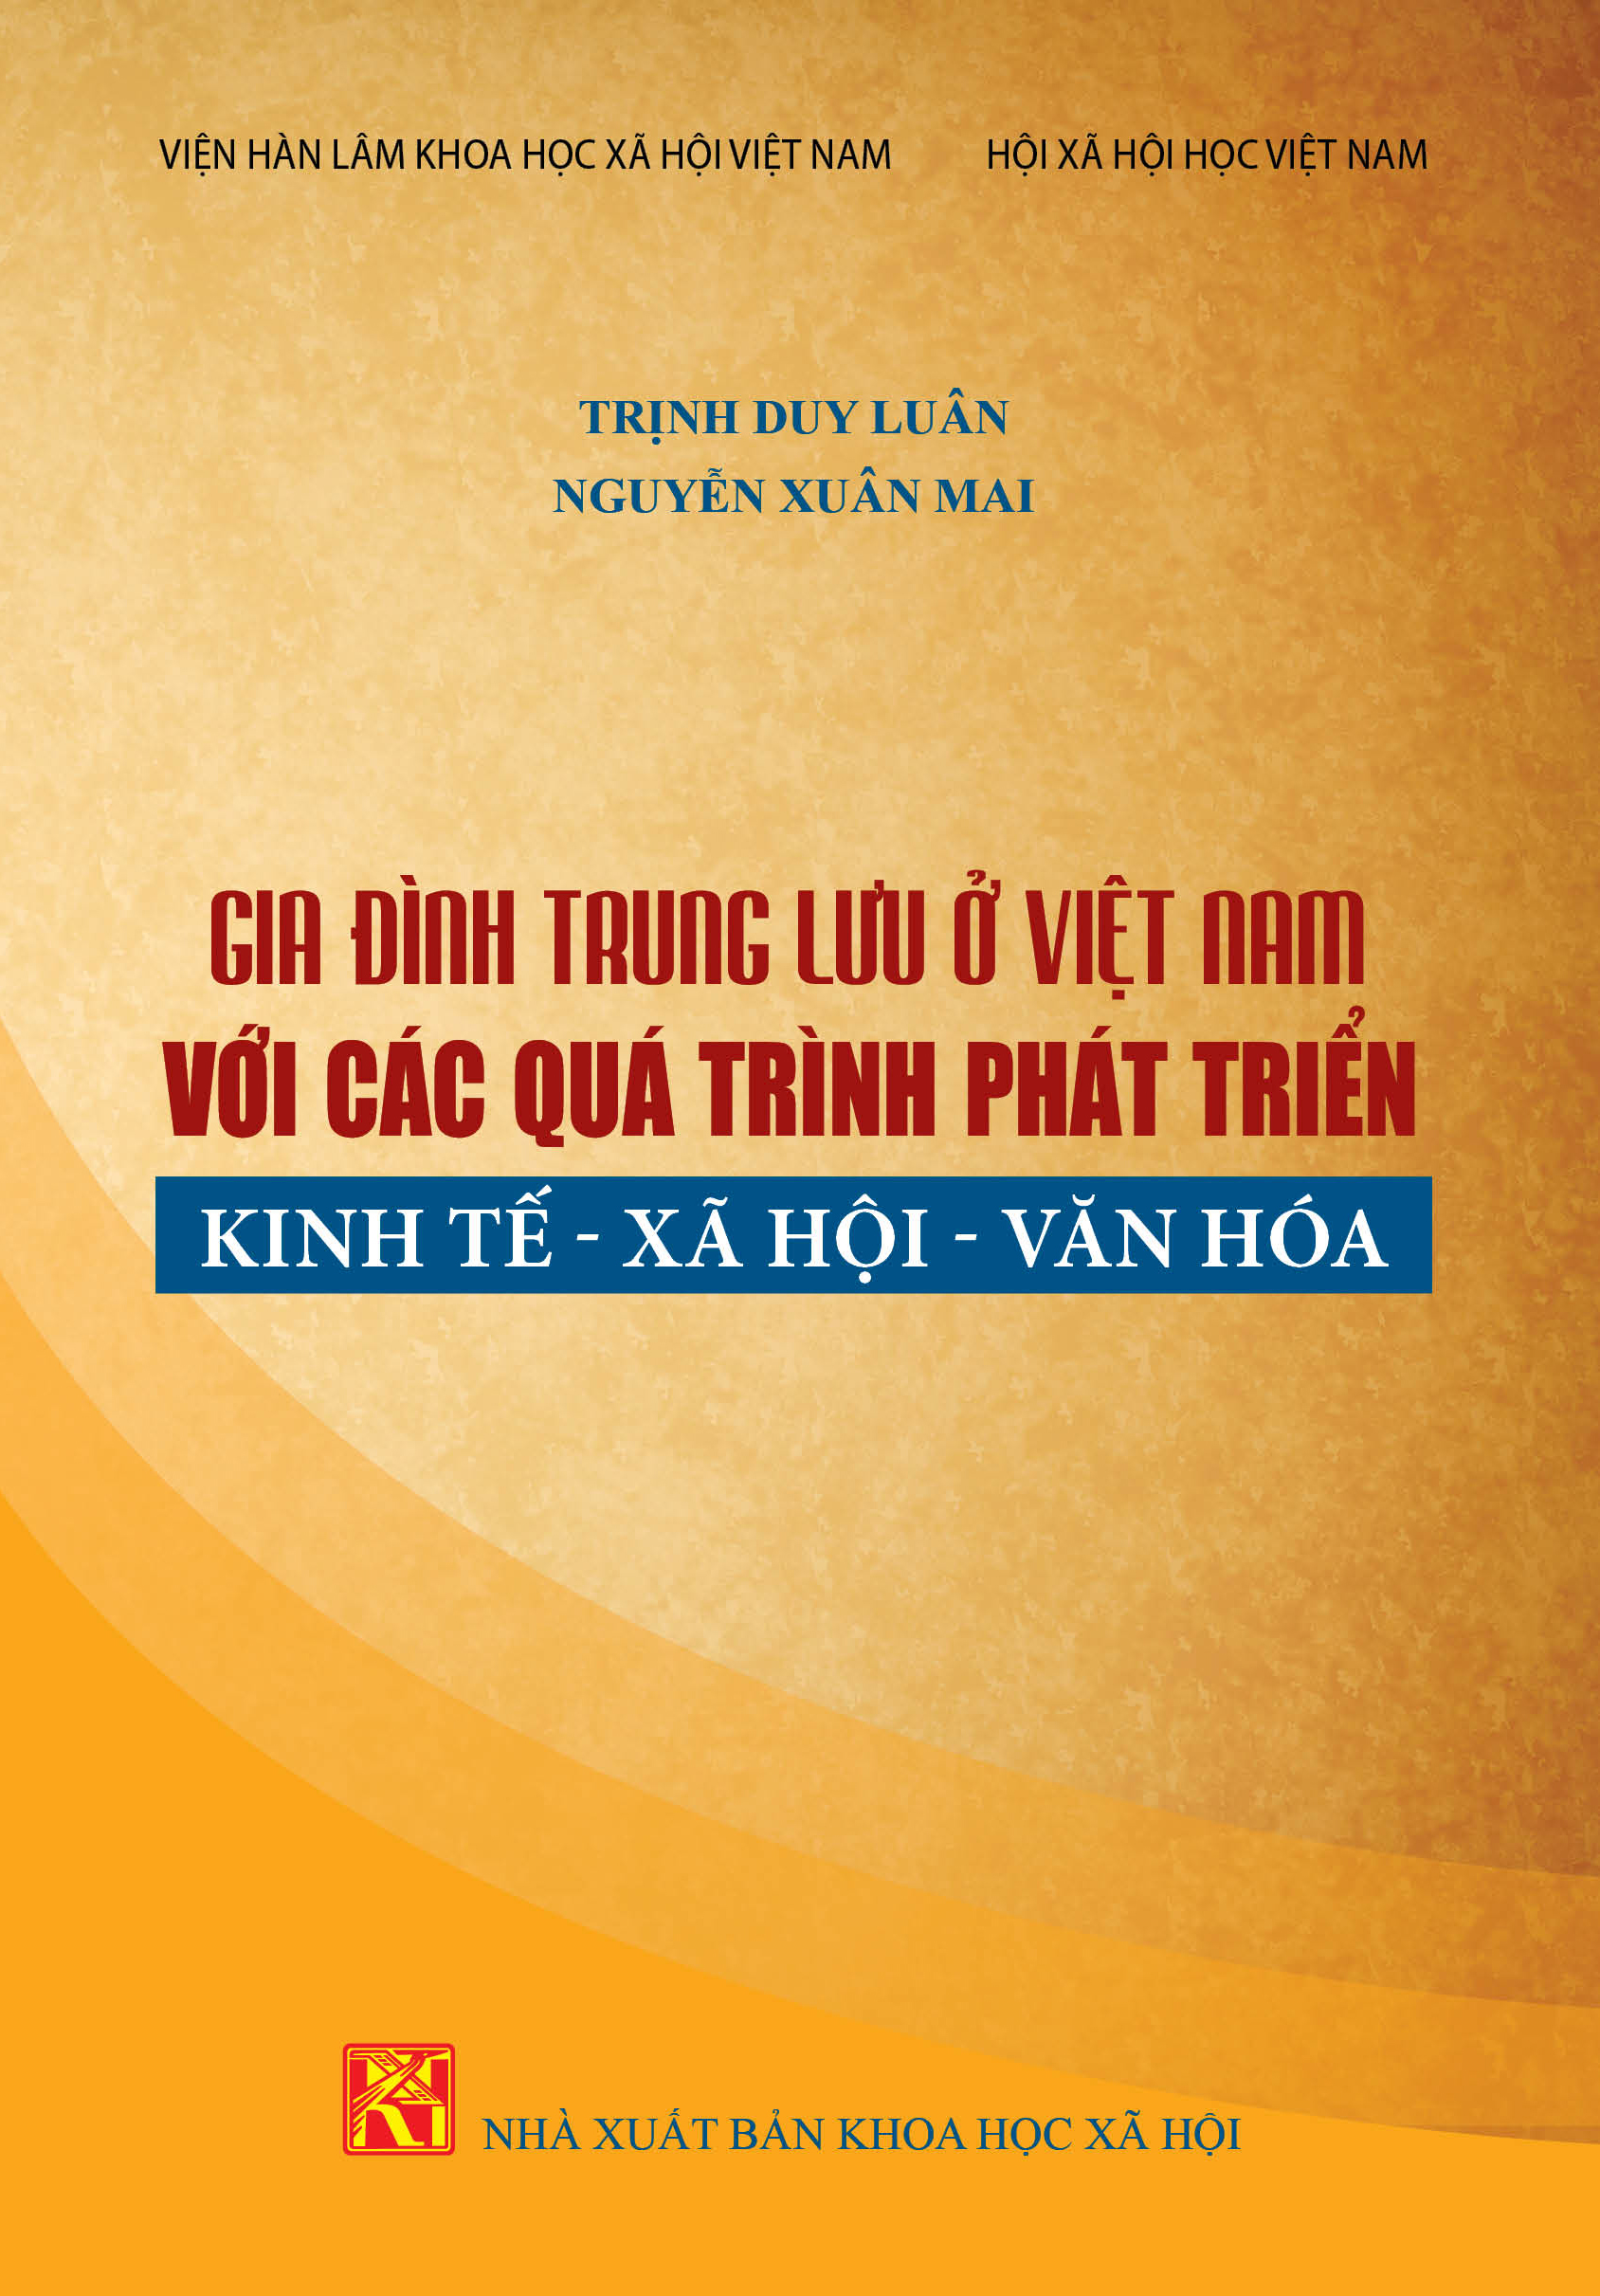 VIỆN HÀN LÂM KHOA HỌC XÃ HỘI VIỆT NAM
HỘI XÃ HỘI HỌC VIỆT NAM
TRỊNH DUY LUÂN
NGUYỄN XUÂN MAI
GIA ĐÌNH TRUNG LƯU Ở VIỆT NAM
VỚI CÁC QUÁ TRÌNH PHÁT TRIỂN
KINH TẾ - XÃ HỘI - VĂN HÓA
NHÀ XUẤT BẢN KHOA HỌC XÃ HỘI